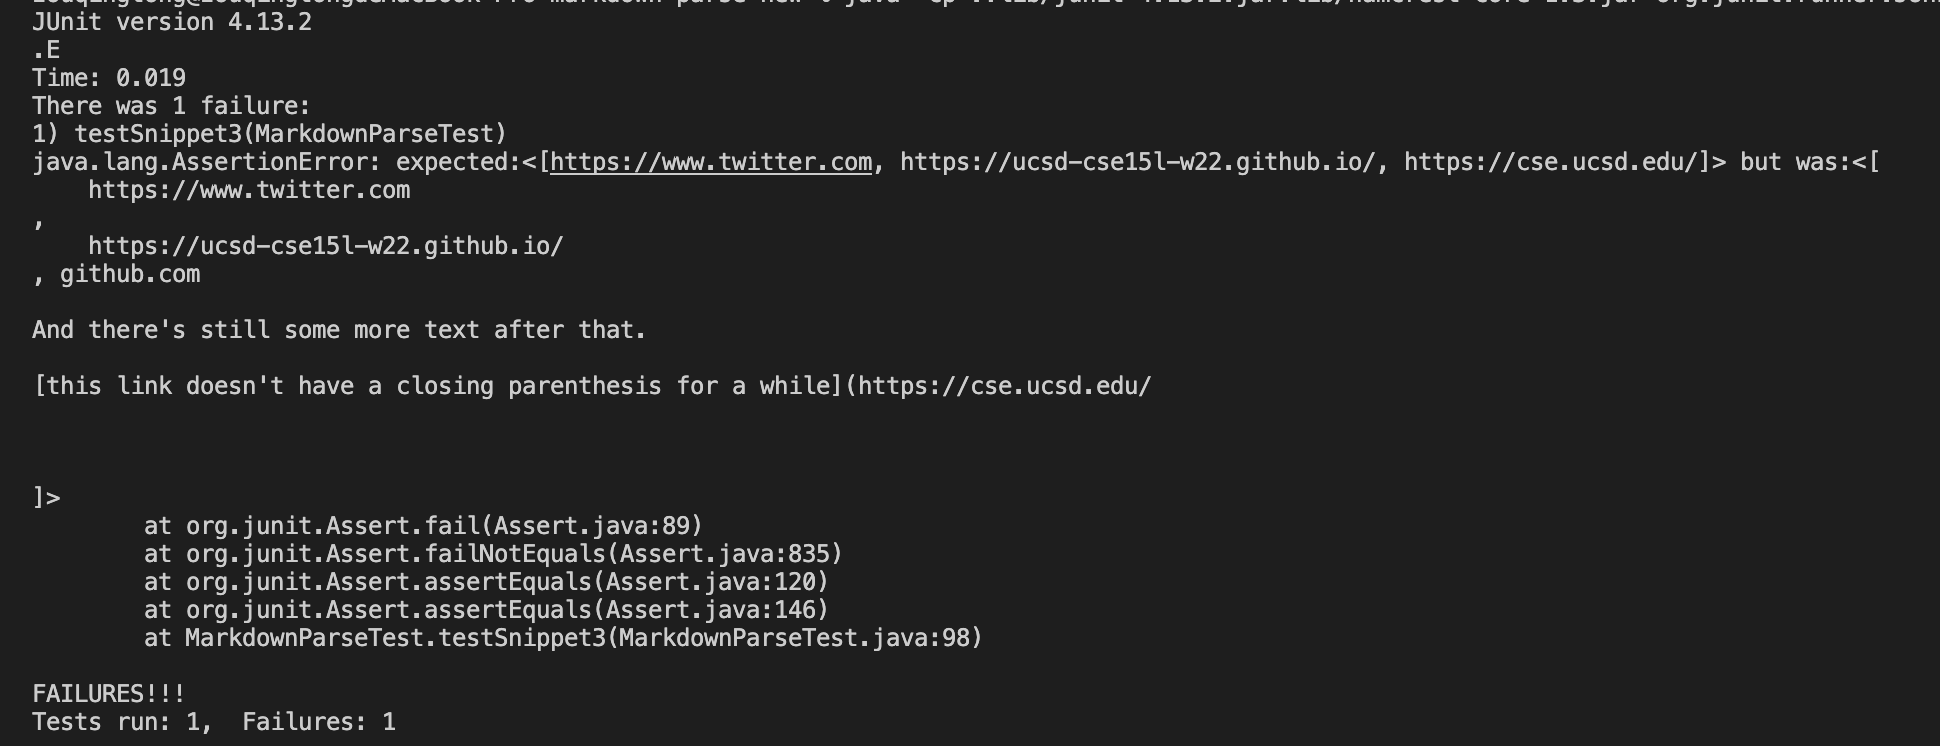 JUnit version 4.13.2
.E
Time: 0.019
There was 1 failure:
1) testSnippet3(MarkdownParseTest)
java.lang.AssertionError: expected:<[https://www.twitter.com, https://ucsd-cse15l-w22.github.io/, https://cse.ucsd.edu/]> but was:<[
    https://www.twitter.com
,
    https://ucsd-cse15l-w22.github.io/
, github.com
And there's still some more text after that.
[this link doesn't have a closing parenthesis for a while](https://cse.ucsd.edu/
]>
        at org.junit.Assert.fail(Assert.java:89)
        at org.junit.Assert.failNotEquals(Assert.java:835)
        at org.junit.Assert.assertEquals(Assert.java:120)
        at org.junit.Assert.assertEquals(Assert.java:146)
        at MarkdownParseTest.testSnippet3(MarkdownParseTest.java:98)
FAILURES!!!
Tests run: 1,  Failures: 1